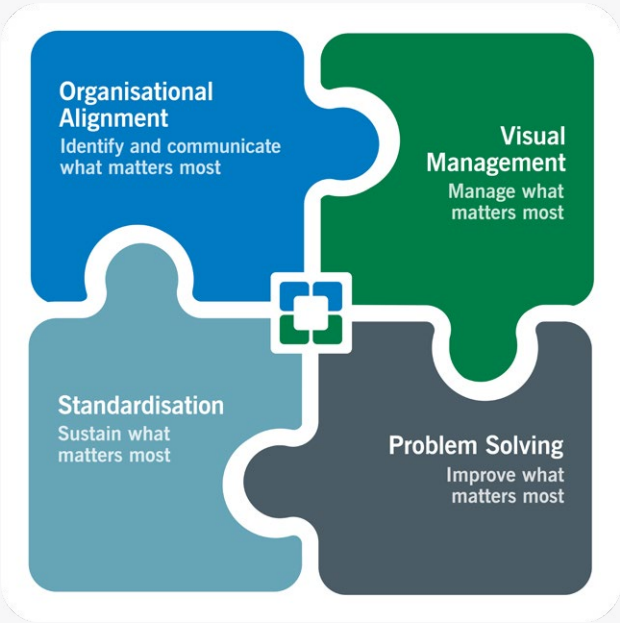 Organisational
Alignment
Identify and communicate
what matters most
Visual
Management
Manage what
matters most
Standardisation
Sustain what
matters most
Problem Solving
Improve what
matters most